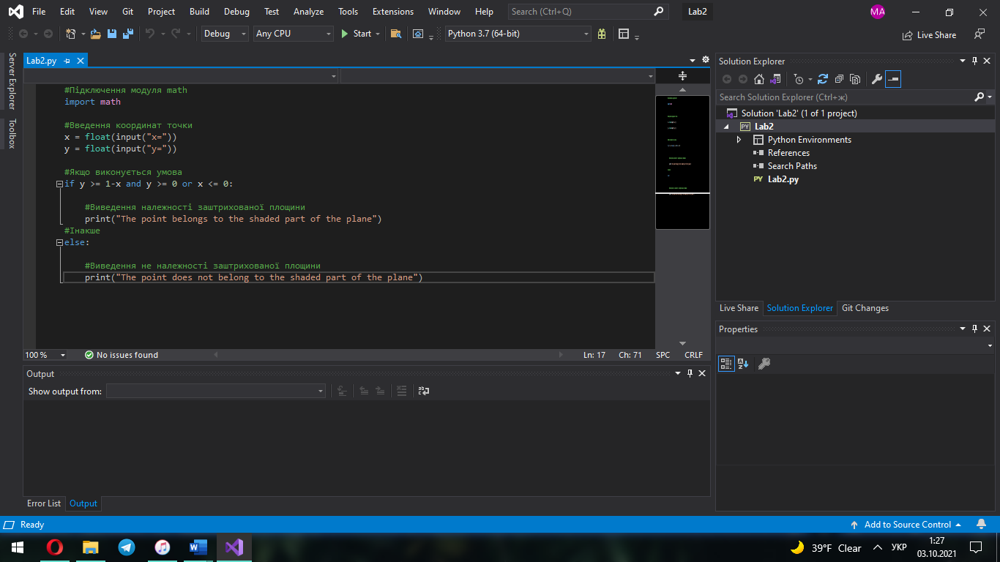 File Edit View Git Project Build Debug Test Analyze Tools Extensions Window Help Search (Ctrl+Q) Lab2 MA
Debug Any CPU Start Python 3.7 (64-bit) Live Share
Server Explorer
Toolbox
Lab2.py
#Підключення модуля math
import math
#Введення координат точки
x = float(input("x="))
y = float(input("y="))
#Якщо виконується умова
if y >= 1-x and y >= 0 or x <= 0:
#Виведення належності заштрихованої площини
print("The point belongs to the shaded part of the plane")
#Інакше
else:
#Виведення не належності заштрихованої площини
print("The point does not belong to the shaded part of the plane")
100 % No issues found Ln: 17 Ch: 71 SPC CRLF
Output
Show output from:
Error List Output
Solution Explorer
Search Solution Explorer (Ctrl+ж)
Solution 'Lab2' (1 of 1 project)
PY Lab2
Python Environments
References
Search Paths
PY Lab2.py
Live Share Solution Explorer Git Changes
Properties
Ready Add to Source Control
39°F Clear УКР 1:27
03.10.2021